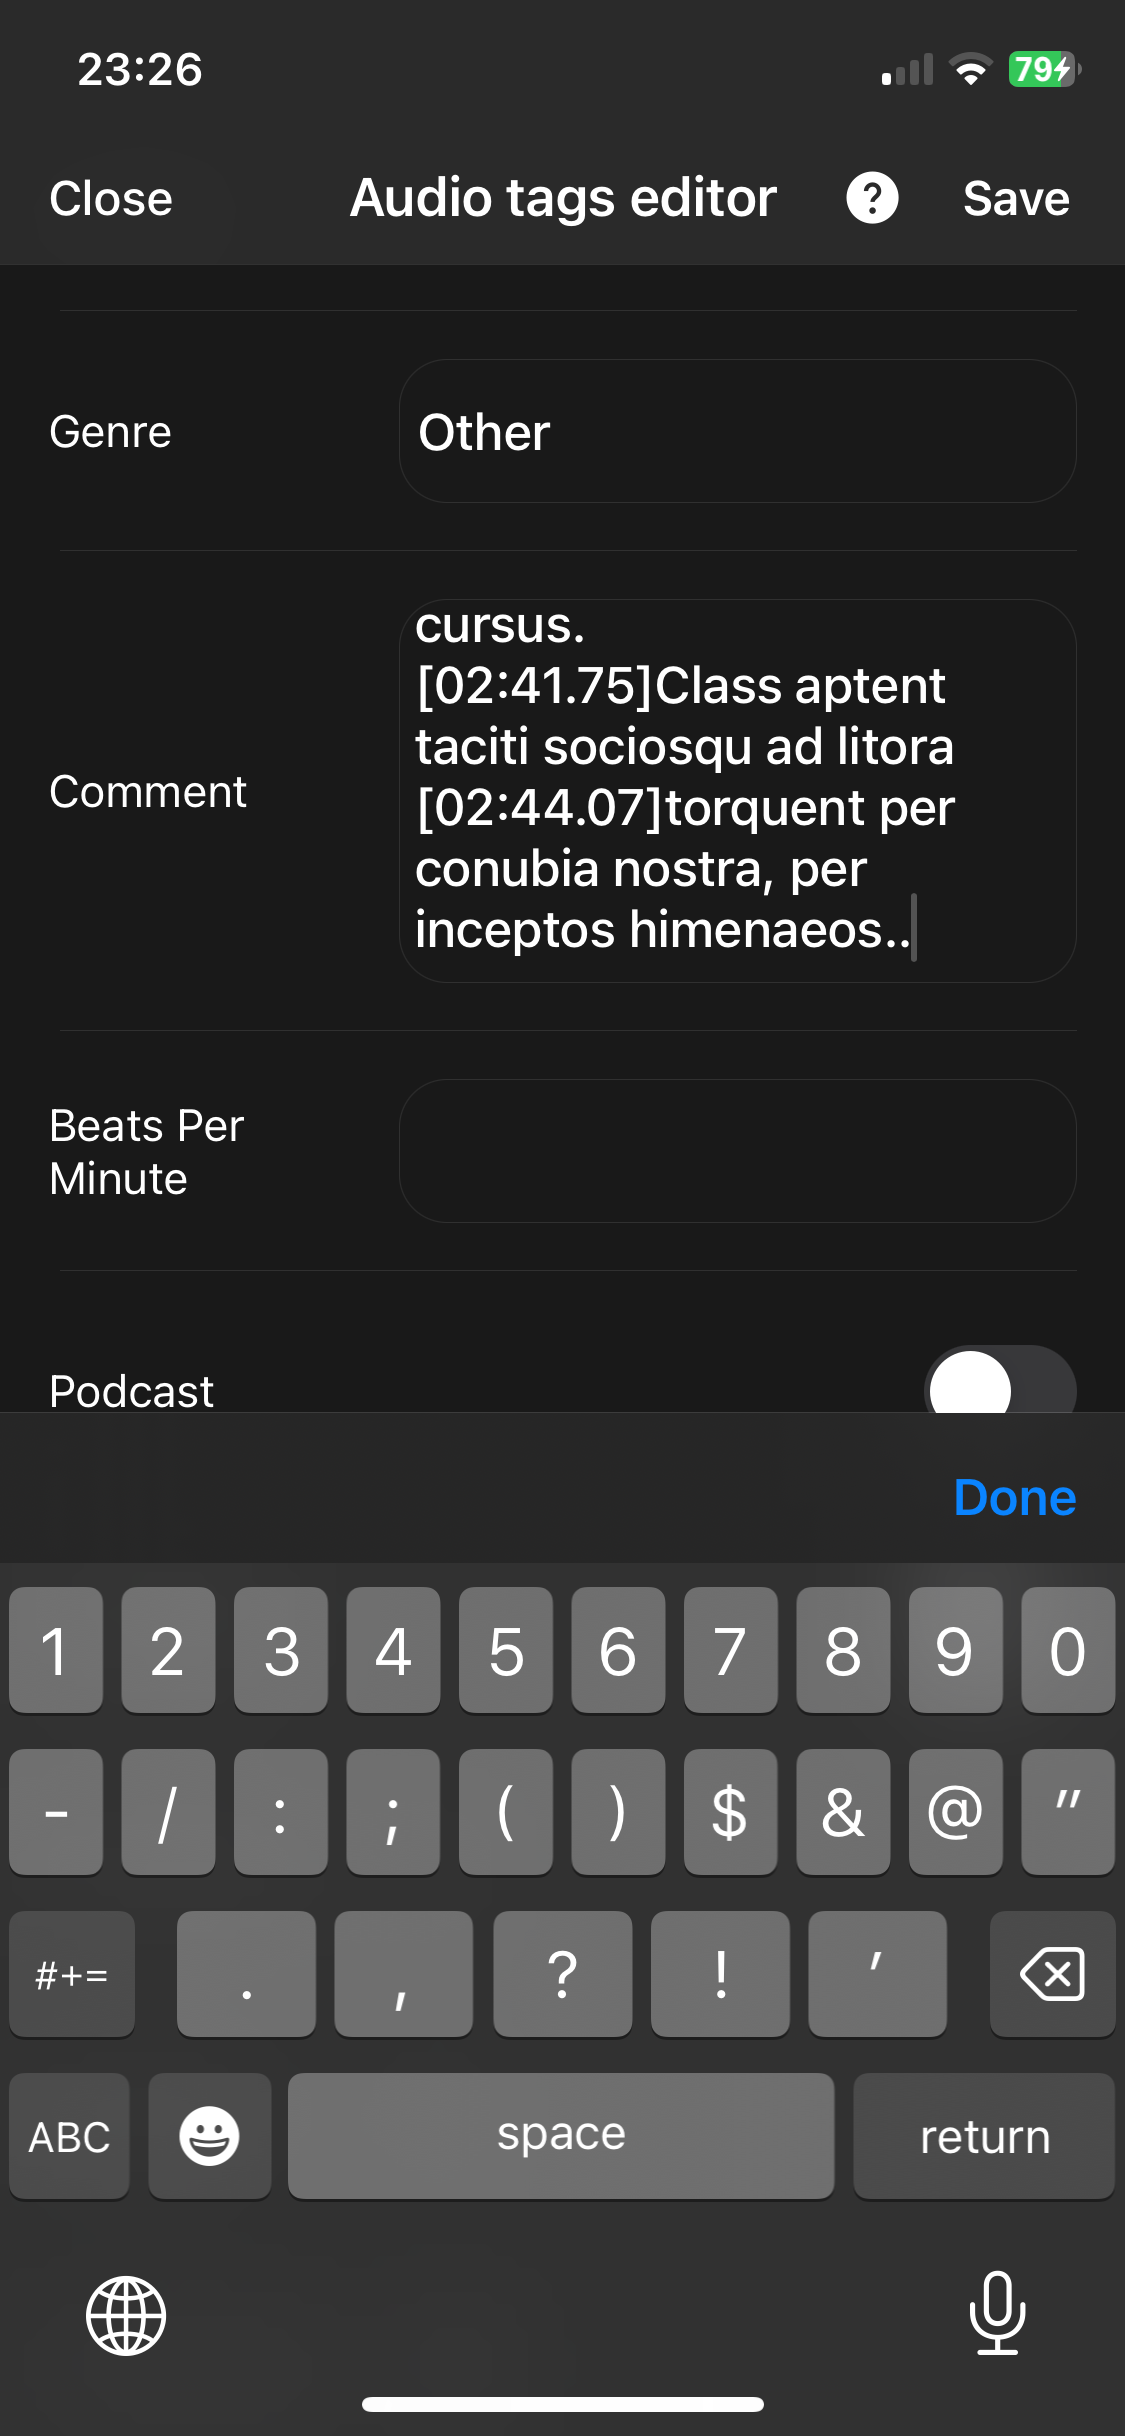 23:26
79
Close
Audio tags editor
?
Save
Genre
Other
Comment
cursus.
[02:41.75]Class aptent
taciti sociosqu ad litora
[02:44.07]torquent per
conubia nostra, per
inceptos himenaeos..
Beats Per
Minute
Podcast
Done
1 2 3 4 5 6 7 8 9 0
- / : ; ( ) $ & @ "
#+= . , ? ! '
ABC space return